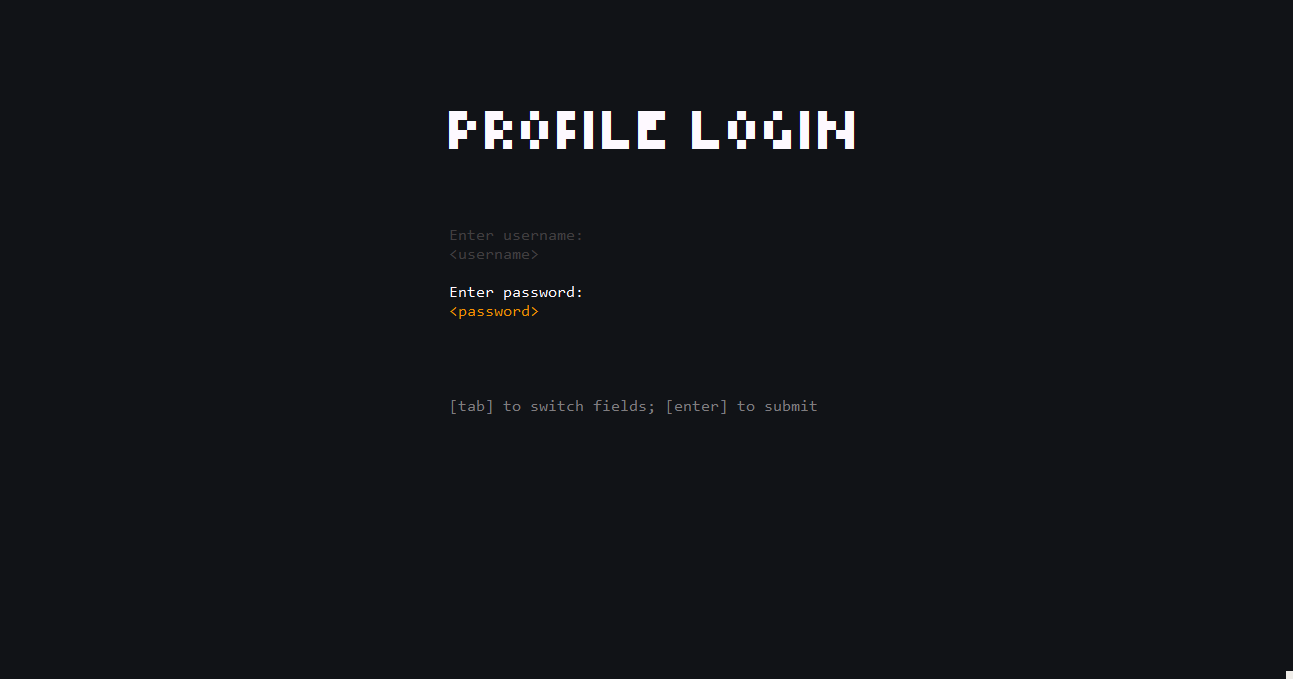 PROFILE LOGIN
Enter username:
<username>
Enter password:
<password>
[tab] to switch fields; [enter] to submit